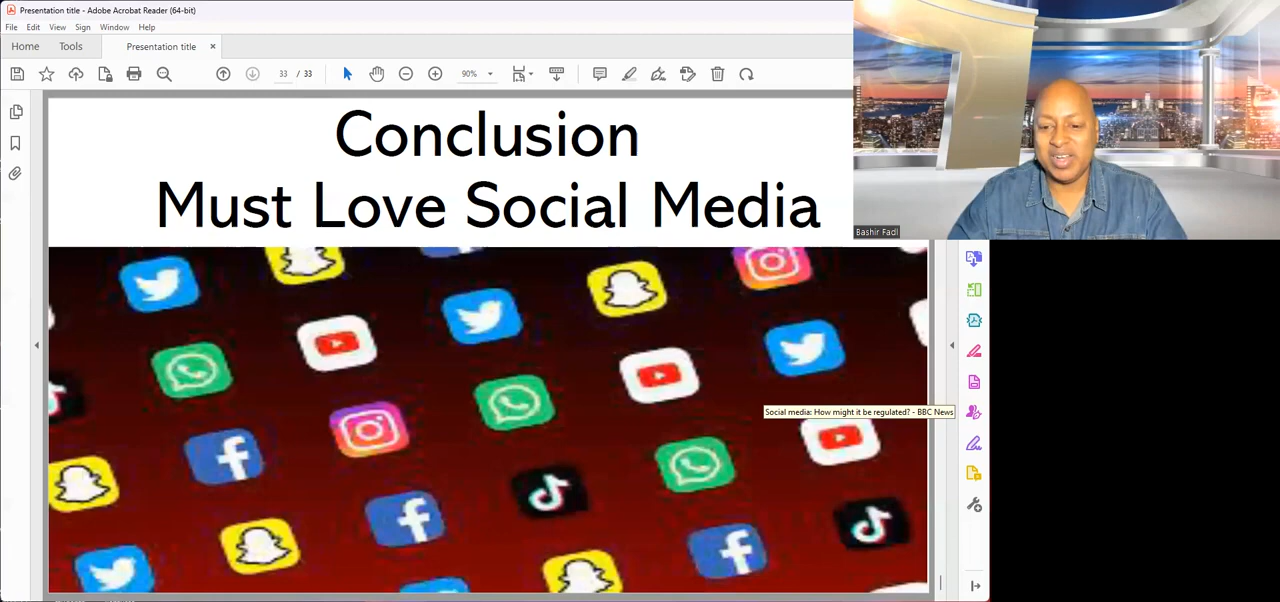 Presentation title - Adobe Acrobat Reader (64-bit)
File Edit View Sign Window Help
Home Tools Presentation title ×
33 / 33 90%
Conclusion
Must Love Social Media
Bashir Fadl
Social media: How might it be regulated? - BBC News